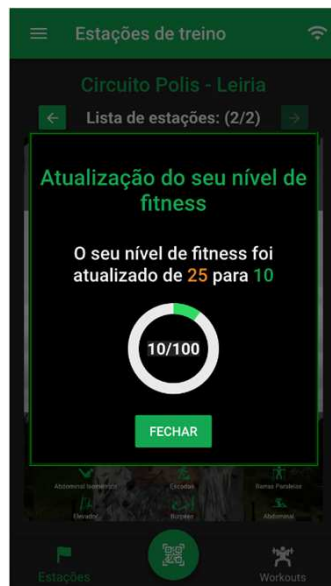 Estações de treino
Circuito Polis - Leiria
Lista de estações: (2/2)
Atualização do seu nível de
fitness
O seu nível de fitness foi
atualizado de 25 para 10
10/100
FECHAR
Abdominal Isométrico
Escadas
Barras Paralelas
Elevador
Burpees
Abdominal
Estações
Workouts